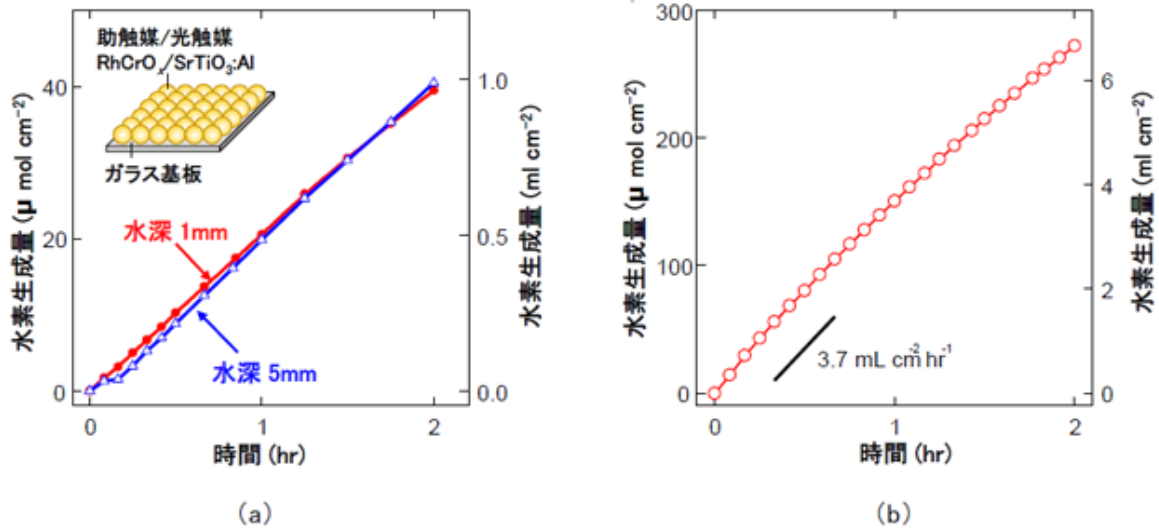 助触媒/光触媒
RhCrOₓ/SrTiO₃:Al
ガラス基板
水深 1mm
水深 5mm
水素生成量 (μ mol cm⁻²)
40
20
0
水素生成量 (ml cm⁻²)
1.0
0.5
0.0
0
1
2
時間 (hr)
(a)
水素生成量 (μ mol cm⁻²)
300
200
100
0
水素生成量 (ml cm⁻²)
6
4
2
0
3.7 mL cm⁻² hr⁻¹
0
1
2
時間 (hr)
(b)